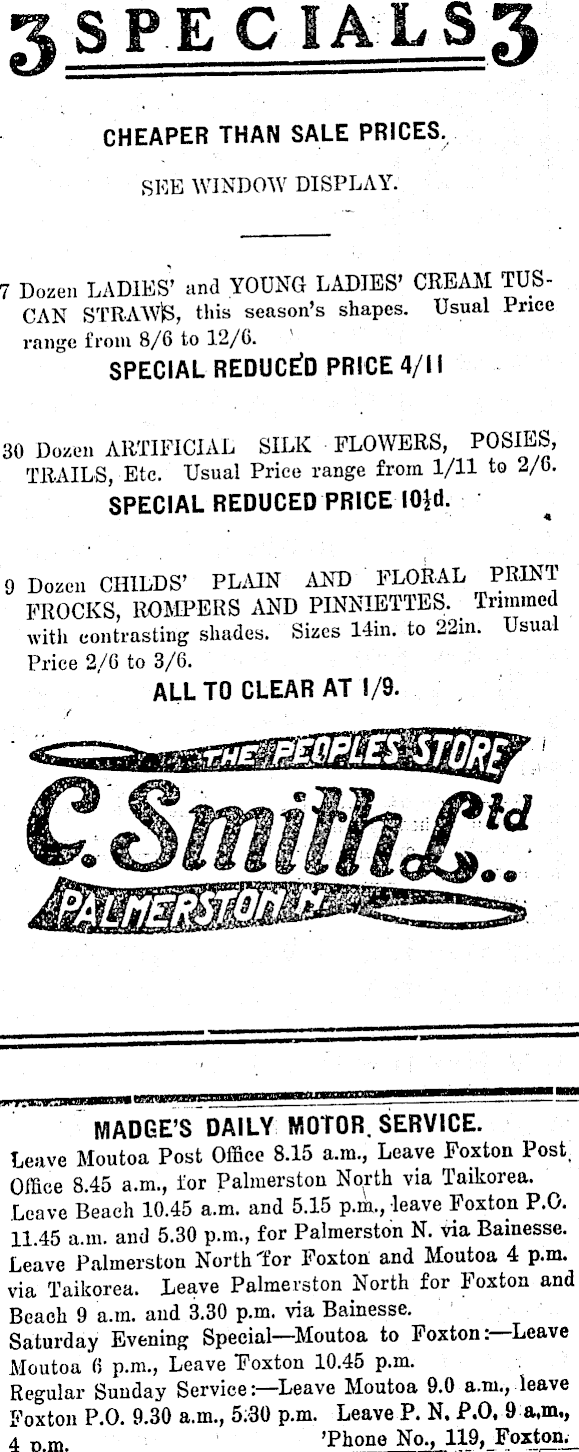 3 SPECIALS 3
CHEAPER THAN SALE PRICES.
SEE WINDOW DISPLAY.
7 Dozen LADIES' and YOUNG LADIES' CREAM TUS-
CAN STRAWS, this season's shapes. Usual Price
range from 8/6 to 12/6.
SPECIAL REDUCED PRICE 4/11
30 Dozen ARTIFICIAL SILK FLOWERS, POSIES,
TRAILS, Etc. Usual Price range from 1/11 to 2/6.
SPECIAL REDUCED PRICE 10½d.
9 Dozen CHILDS' PLAIN AND FLORAL PRINT
FROCKS, ROMPERS AND PINNIETTES. Trimmed
with contrasting shades. Sizes 14in. to 22in. Usual
Price 2/6 to 3/6.
ALL TO CLEAR AT 1/9.
THE PEOPLES STORE
C. Smith Ltd..
PALMERSTON N
MADGE'S DAILY MOTOR SERVICE.
Leave Moutoa Post Office 8.15 a.m., Leave Foxton Post
Office 8.45 a.m., for Palmerston North via Taikorea.
Leave Beach 10.45 a.m. and 5.15 p.m., leave Foxton P.O.
11.45 a.m. and 5.30 p.m., for Palmerston N. via Bainesse.
Leave Palmerston North for Foxton and Moutoa 4 p.m.
via Taikorea. Leave Palmerston North for Foxton and
Beach 9 a.m. and 3.30 p.m. via Bainesse.
Saturday Evening Special—Moutoa to Foxton:—Leave
Moutoa 6 p.m., Leave Foxton 10.45 p.m.
Regular Sunday Service:—Leave Moutoa 9.0 a.m., leave
Foxton P.O. 9.30 a.m., 5.30 p.m. Leave P. N. P.O. 9 a.m.,
4 p.m. 'Phone No., 119, Foxton.